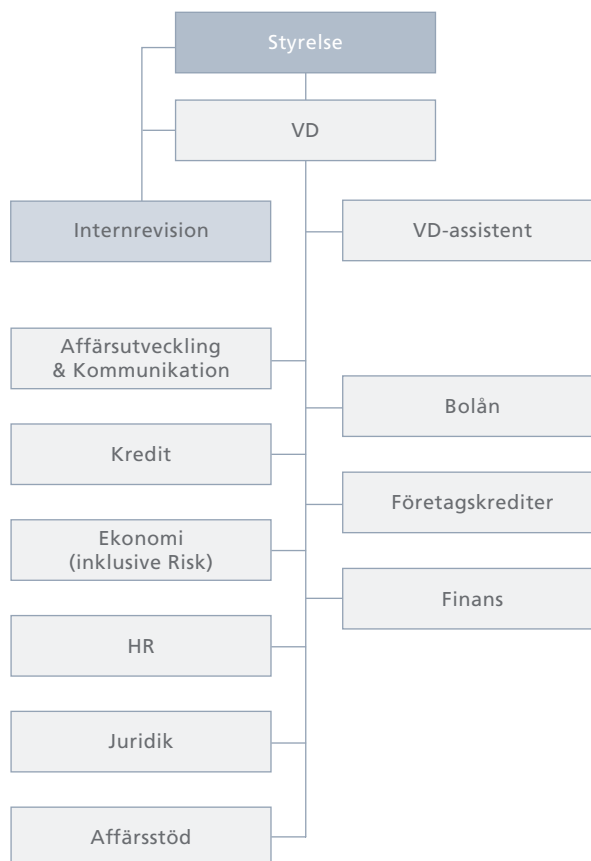 Styrelse
VD
Internrevision
VD-assistent
Affärsutveckling
& Kommunikation
Bolån
Kredit
Företagskrediter
Ekonomi
(inklusive Risk)
Finans
HR
Juridik
Affärsstöd